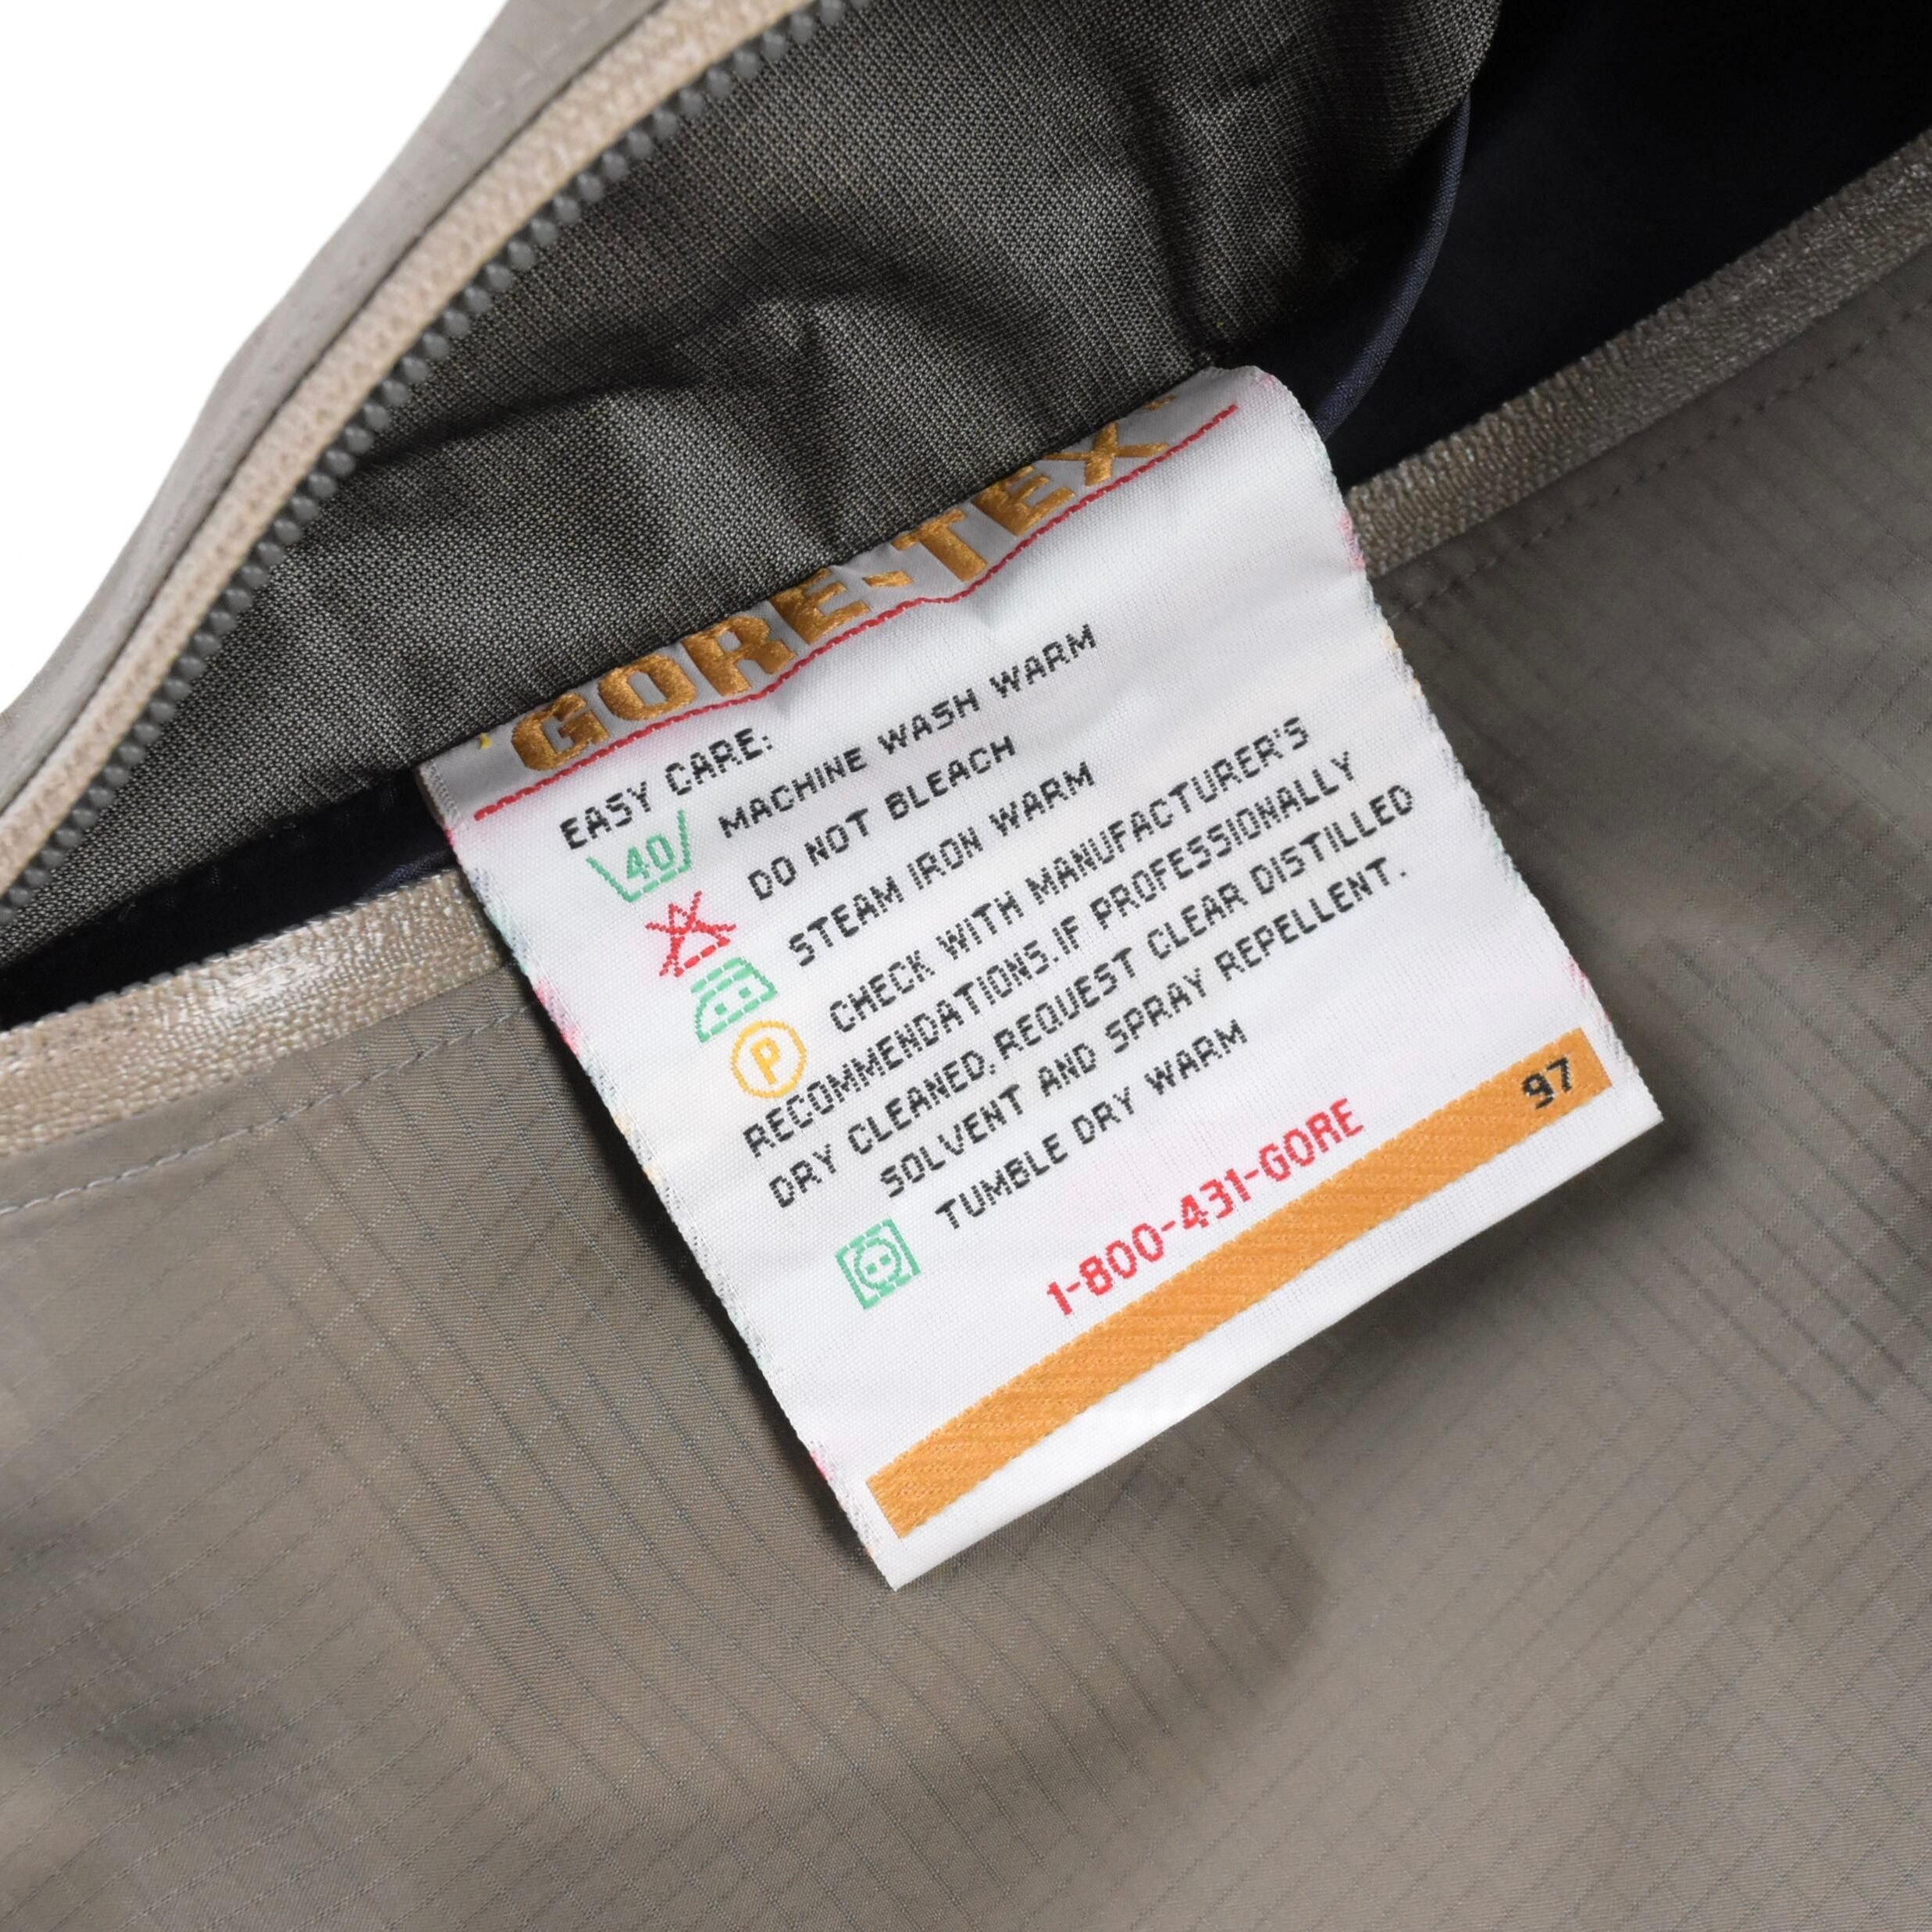 GORE-TEX
EASY CARE:
40 MACHINE WASH WARM
DO NOT BLEACH
STEAM IRON WARM
P CHECK WITH MANUFACTURER'S
RECOMMENDATIONS. IF PROFESSIONALLY
DRY CLEANED, REQUEST CLEAR DISTILLED
SOLVENT AND SPRAY REPELLENT.
TUMBLE DRY WARM
1-800-431-GORE
97